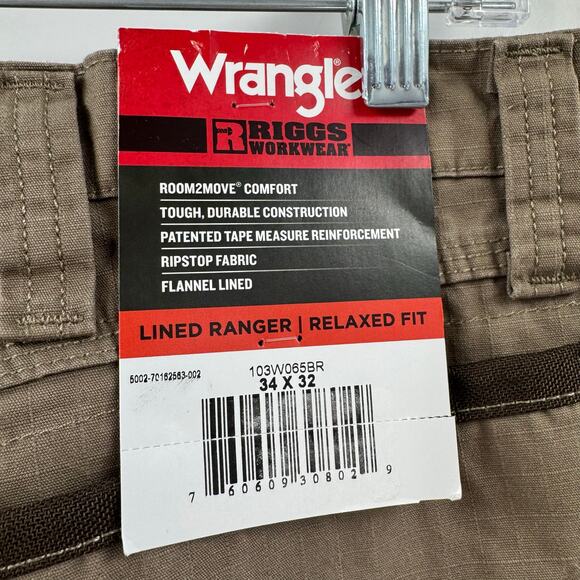 Wrangle
RIGGS
WORKWEAR
ROOM2MOVE® COMFORT
TOUGH, DURABLE CONSTRUCTION
PATENTED TAPE MEASURE REINFORCEMENT
RIPSTOP FABRIC
FLANNEL LINED
LINED RANGER | RELAXED FIT
5002-70162563-002
103W065BR
34 X 32
7 60609 30802 9